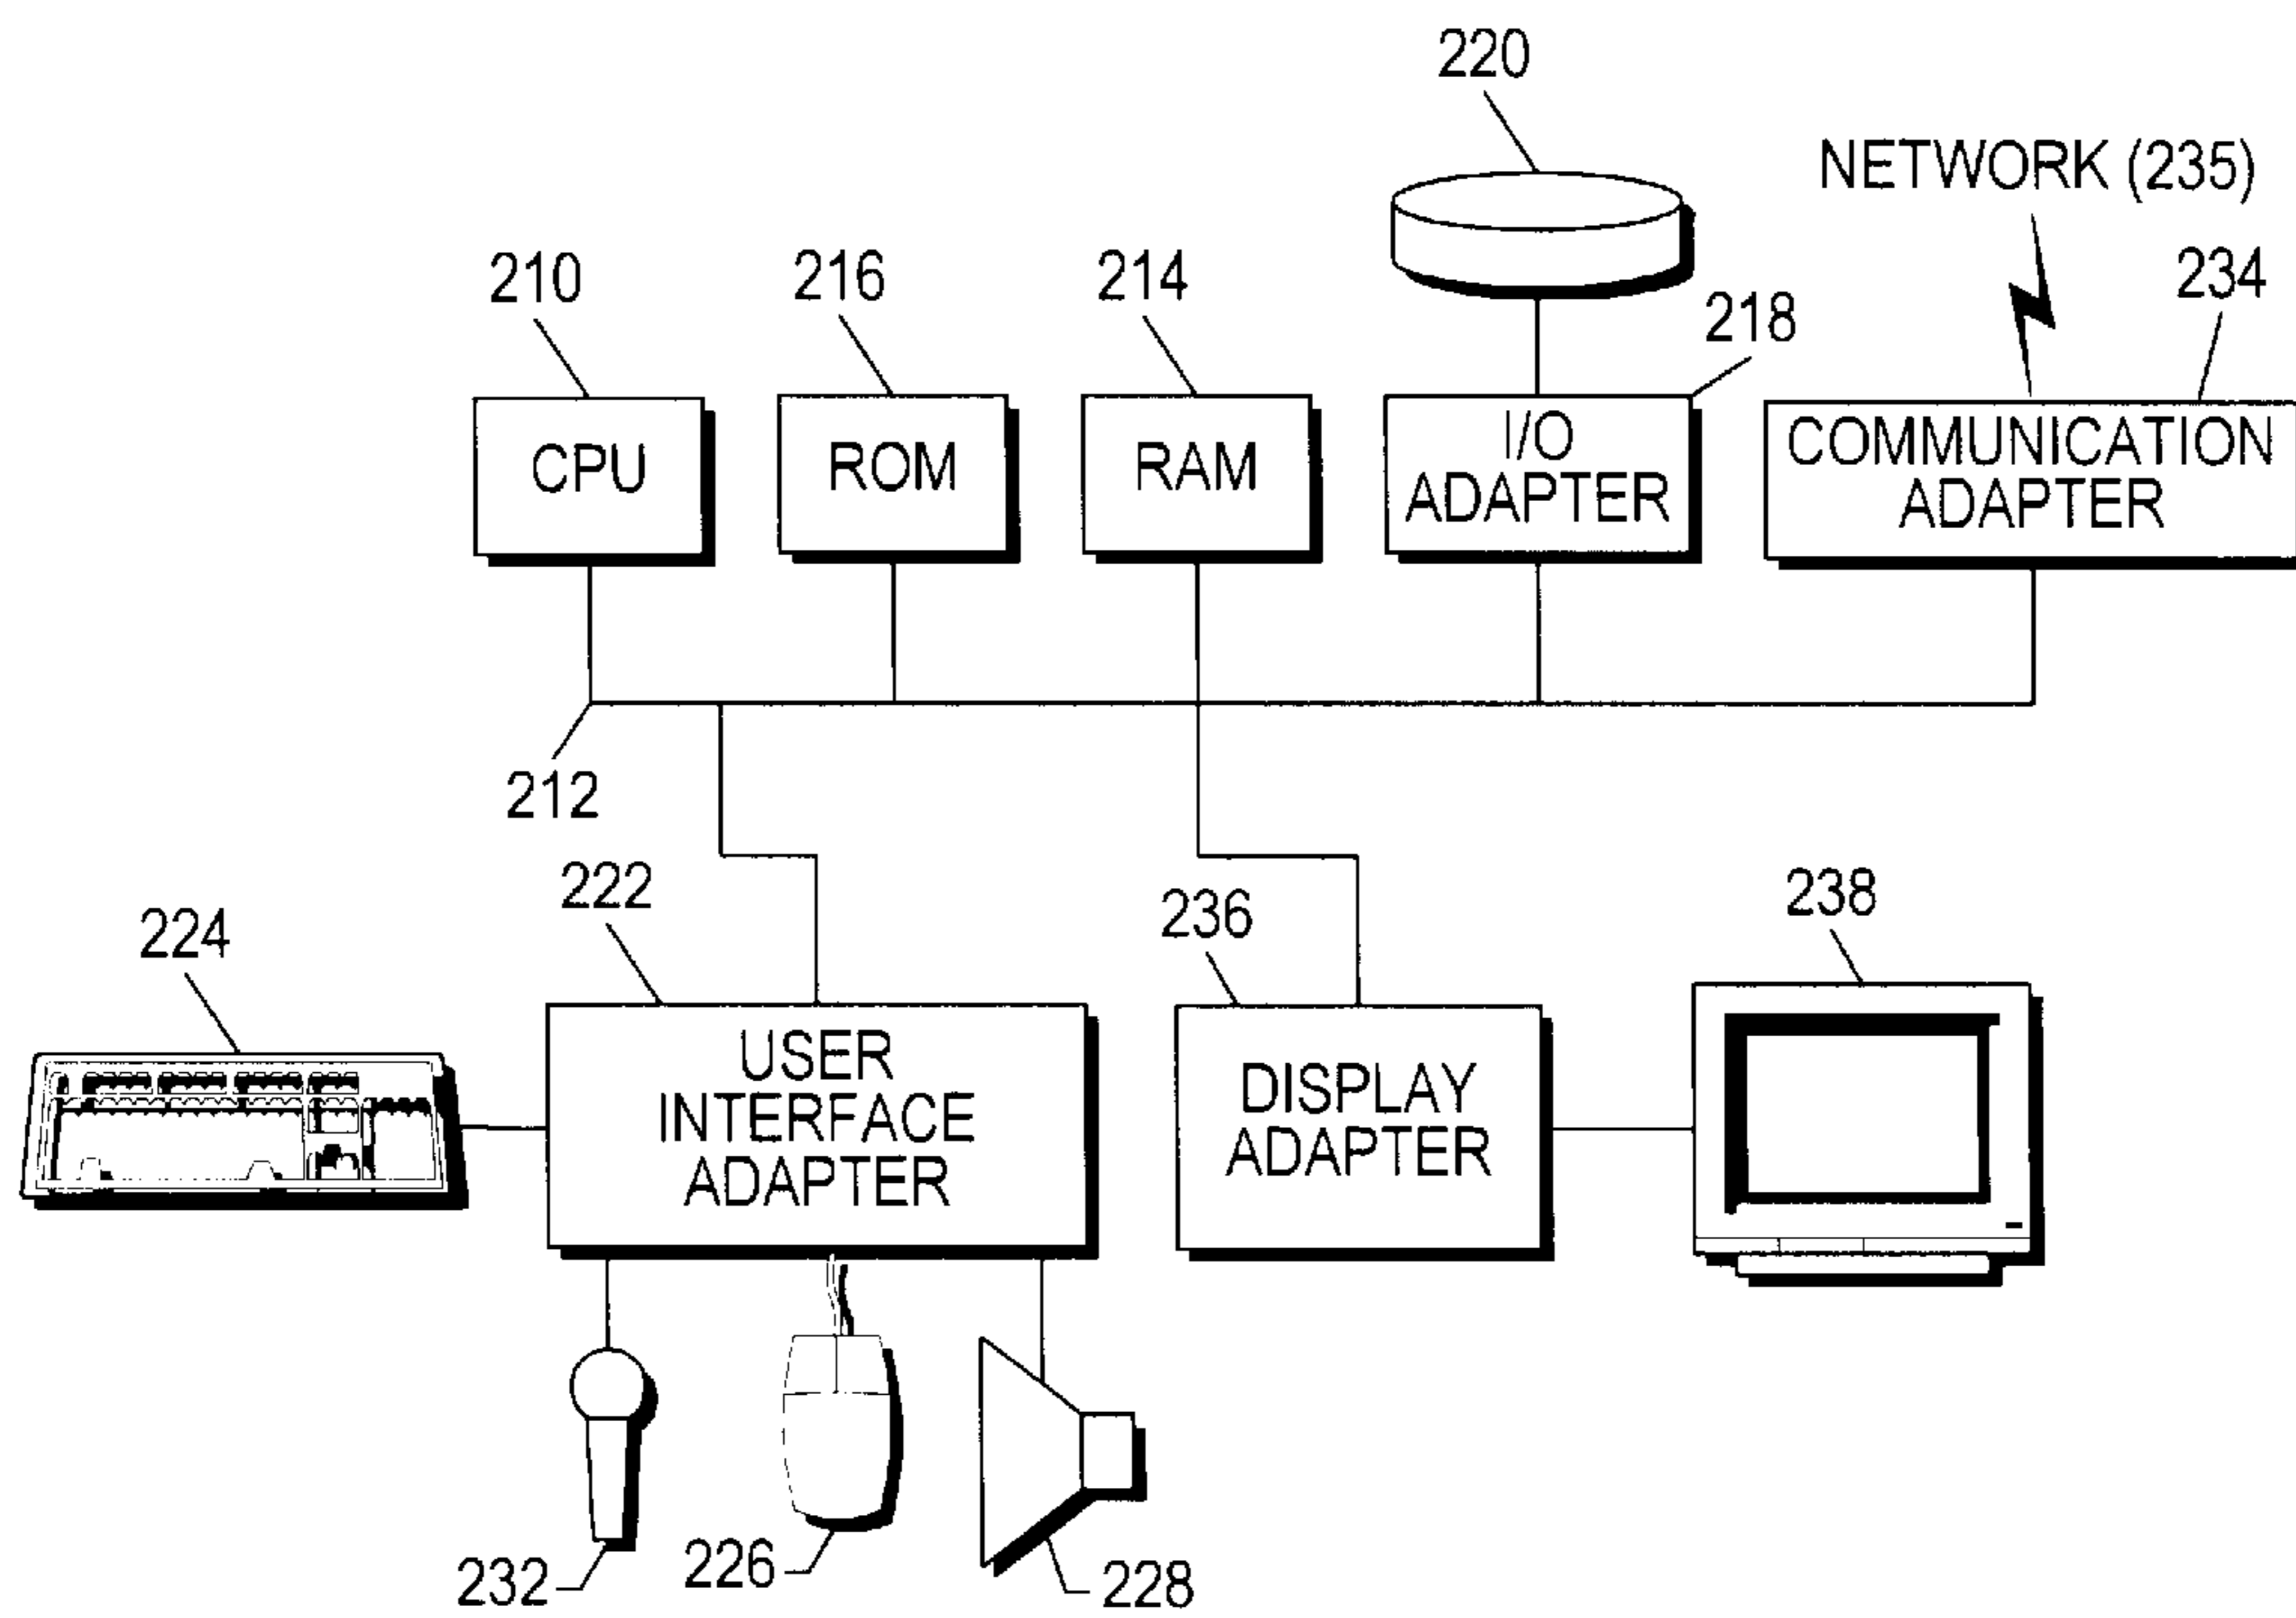 220
NETWORK (235)
210
216
214
218
234
CPU
ROM
RAM
I/O
ADAPTER
COMMUNICATION
ADAPTER
212
222
224
236
238
USER
INTERFACE
ADAPTER
DISPLAY
ADAPTER
232
226
228